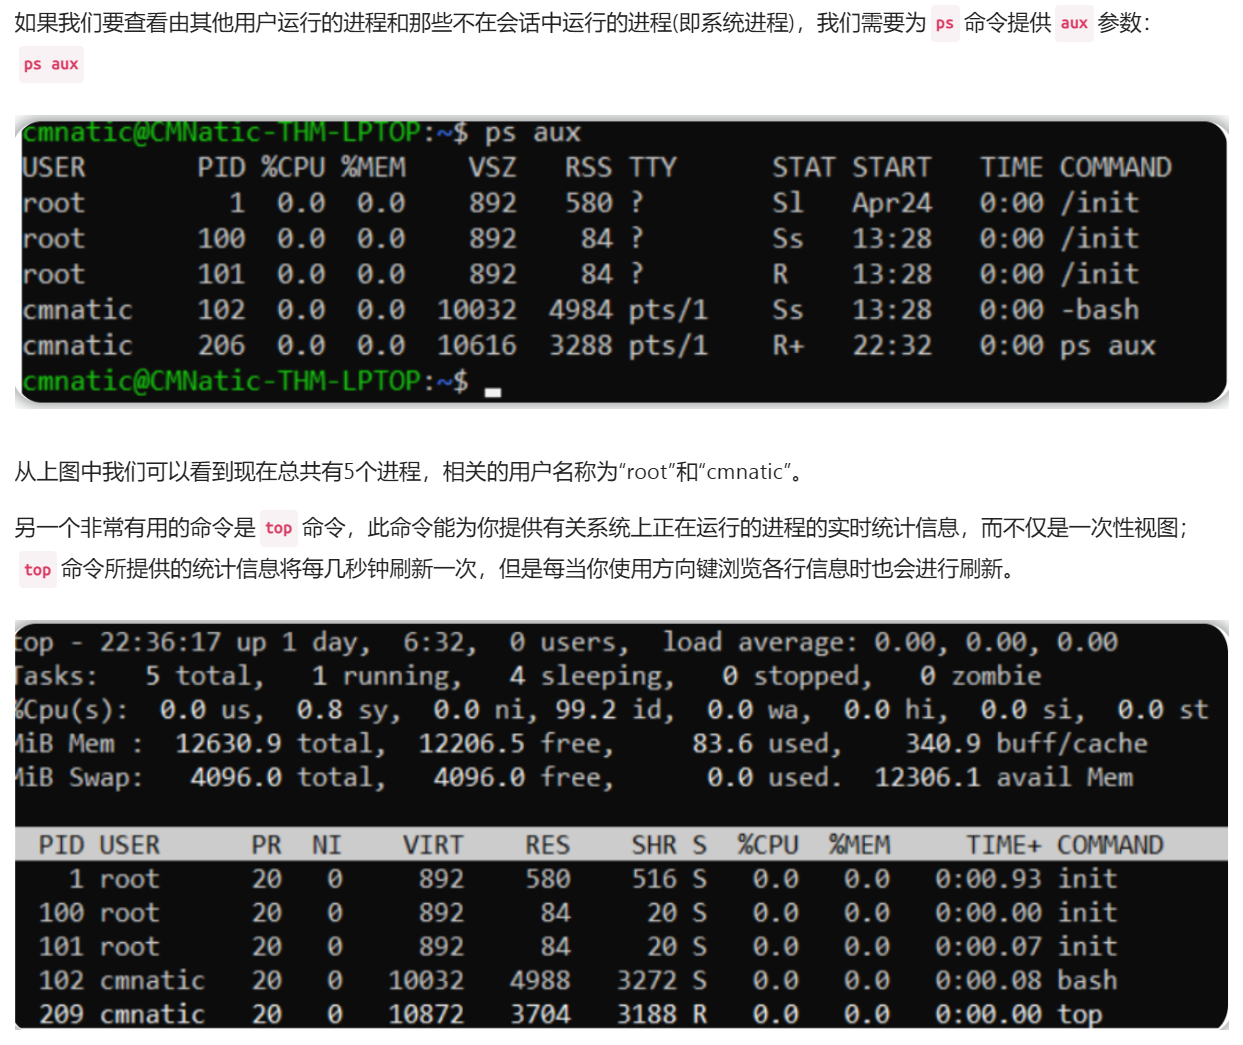 如果我们要查看由其他用户运行的进程和那些不在会话中运行的进程(即系统进程)，我们需要为 ps 命令提供 aux 参数：
ps aux
cmnatic@CMNatic-THM-LPTOP:~$ ps aux
USER PID %CPU %MEM VSZ RSS TTY STAT START TIME COMMAND
root 1 0.0 0.0 892 580 ? Sl Apr24 0:00 /init
root 100 0.0 0.0 892 84 ? Ss 13:28 0:00 /init
root 101 0.0 0.0 892 84 ? R 13:28 0:00 /init
cmnatic 102 0.0 0.0 10032 4984 pts/1 Ss 13:28 0:00 -bash
cmnatic 206 0.0 0.0 10616 3288 pts/1 R+ 22:32 0:00 ps aux
cmnatic@CMNatic-THM-LPTOP:~$
从上图中我们可以看到现在总共有5个进程，相关的用户名称为“root”和“cmnatic”。
另一个非常有用的命令是 top 命令，此命令能为你提供有关系统上正在运行的进程的实时统计信息，而不仅是一次性视图；
top 命令所提供的统计信息将每几秒钟刷新一次，但是每当你使用方向键浏览各行信息时也会进行刷新。
top - 22:36:17 up 1 day, 6:32, 0 users, load average: 0.00, 0.00, 0.00
Tasks: 5 total, 1 running, 4 sleeping, 0 stopped, 0 zombie
%Cpu(s): 0.0 us, 0.8 sy, 0.0 ni, 99.2 id, 0.0 wa, 0.0 hi, 0.0 si, 0.0 st
MiB Mem : 12630.9 total, 12206.5 free, 83.6 used, 340.9 buff/cache
MiB Swap: 4096.0 total, 4096.0 free, 0.0 used. 12306.1 avail Mem
PID USER PR NI VIRT RES SHR S %CPU %MEM TIME+ COMMAND
1 root 20 0 892 580 516 S 0.0 0.0 0:00.93 init
100 root 20 0 892 84 20 S 0.0 0.0 0:00.00 init
101 root 20 0 892 84 20 S 0.0 0.0 0:00.07 init
102 cmnatic 20 0 10032 4988 3272 S 0.0 0.0 0:00.08 bash
209 cmnatic 20 0 10872 3704 3188 R 0.0 0.0 0:00.00 top